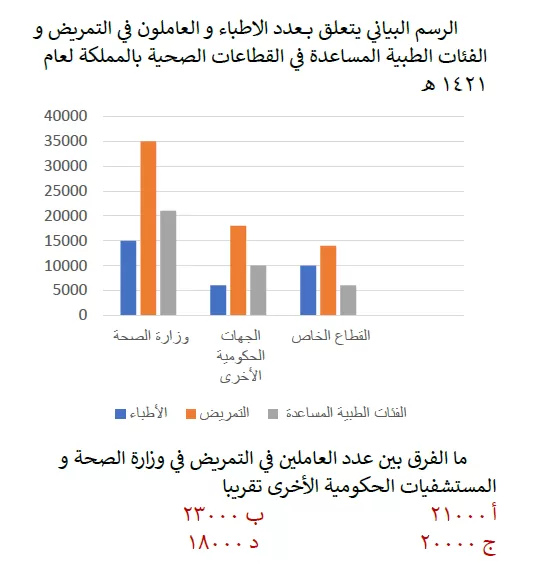 الرسم البياني يتعلق بعدد الاطباء و العاملون في التمريض و
الفئات الطبية المساعدة في القطاعات الصحية بالمملكة لعام
١٤٢١ هـ
40000
35000
30000
25000
20000
15000
10000
5000
0
وزارة الصحة
الجهات
الحكومية
الأخرى
القطاع الخاص
الأطباء
التمريض
الفئات الطبية المساعدة
ما الفرق بين عدد العاملين في التمريض في وزارة الصحة و
المستشفيات الحكومية الأخرى تقريبا
أ ٢١٠٠٠ ب ٢٣٠٠٠
ج ٢٠٠٠٠ د ١٨٠٠٠